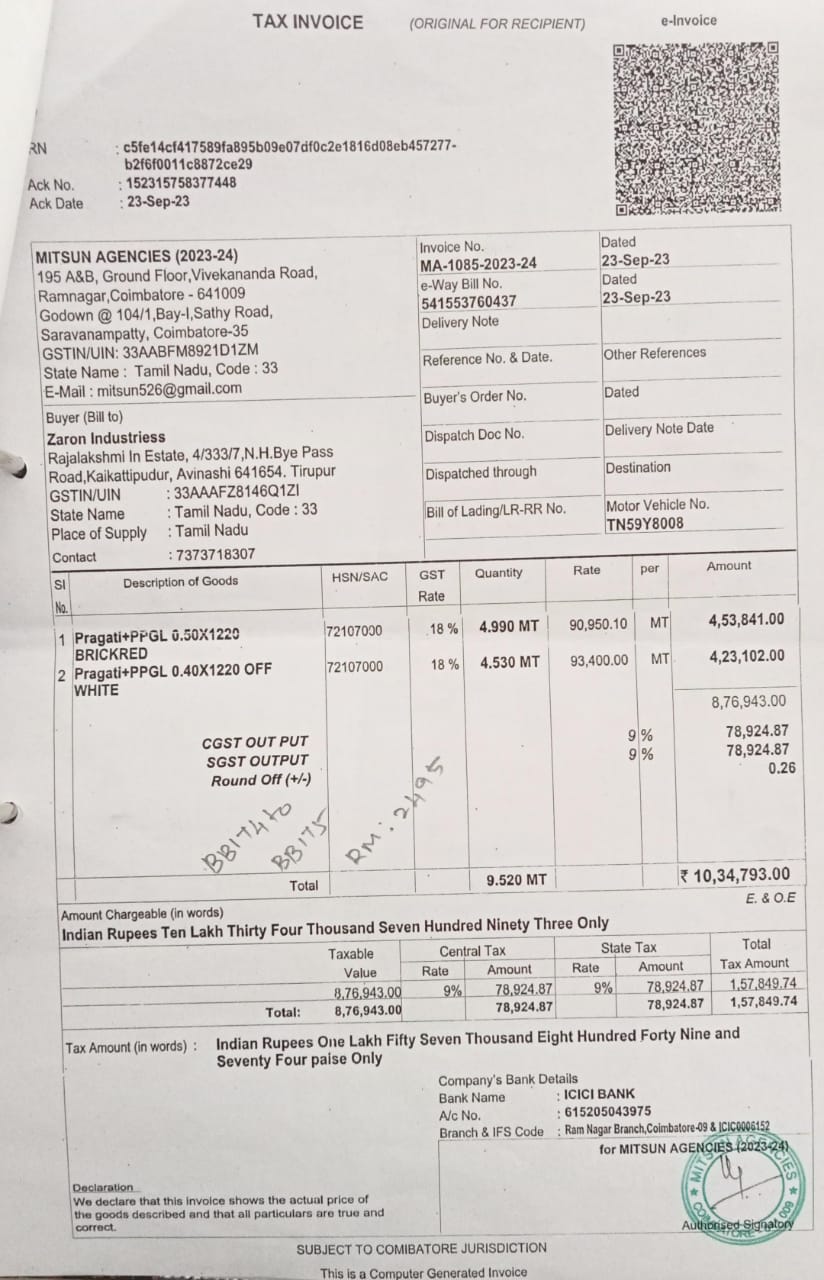 TAX INVOICE (ORIGINAL FOR RECIPIENT) e-Invoice
RN : c5fe14cf417589fa895b09e07df0c2e1816d08eb457277-
b2f6f0011c8872ce29
Ack No. : 152315758377448
Ack Date : 23-Sep-23
MITSUN AGENCIES (2023-24)
195 A&B, Ground Floor,Vivekananda Road,
Ramnagar,Coimbatore - 641009
Godown @ 104/1,Bay-I,Sathy Road,
Saravanampatty, Coimbatore-35
GSTIN/UIN: 33AABFM8921D1ZM
State Name : Tamil Nadu, Code : 33
E-Mail : mitsun526@gmail.com
Invoice No. Dated
MA-1085-2023-24 23-Sep-23
e-Way Bill No. Dated
541553760437 23-Sep-23
Delivery Note
Reference No. & Date. Other References
Buyer (Bill to)
Zaron Industriess
Rajalakshmi In Estate, 4/333/7,N.H.Bye Pass
Road,Kaikattipudur, Avinashi 641654. Tirupur
GSTIN/UIN : 33AAAFZ8146Q1ZI
State Name : Tamil Nadu, Code : 33
Place of Supply : Tamil Nadu
Contact : 7373718307
Buyer's Order No. Dated
Dispatch Doc No. Delivery Note Date
Dispatched through Destination
Bill of Lading/LR-RR No. Motor Vehicle No.
TN59Y8008
Sl No. Description of Goods HSN/SAC GST Rate Quantity Rate per Amount
1 Pragati+PPGL 0.50X1220 72107000 18 % 4.990 MT 90,950.10 MT 4,53,841.00
BRICKRED
2 Pragati+PPGL 0.40X1220 OFF 72107000 18 % 4.530 MT 93,400.00 MT 4,23,102.00
WHITE
8,76,943.00
CGST OUT PUT 9 % 78,924.87
SGST OUTPUT 9 % 78,924.87
Round Off (+/-) 0.26
BB17470
BB175
RM: 2495
Total 9.520 MT ₹ 10,34,793.00
E. & O.E
Amount Chargeable (in words)
Indian Rupees Ten Lakh Thirty Four Thousand Seven Hundred Ninety Three Only
Taxable Value Central Tax State Tax Total Tax Amount
Rate Amount Rate Amount
8,76,943.00 9% 78,924.87 9% 78,924.87 1,57,849.74
Total: 8,76,943.00 78,924.87 78,924.87 1,57,849.74
Tax Amount (in words) : Indian Rupees One Lakh Fifty Seven Thousand Eight Hundred Forty Nine and
Seventy Four paise Only
Company's Bank Details
Bank Name : ICICI BANK
A/c No. : 615205043975
Branch & IFS Code : Ram Nagar Branch,Coimbatore-09 & ICIC0006152
for MITSUN AGENCIES (2023-24)
MITSUN AGENCIES
Declaration
We declare that this invoice shows the actual price of
the goods described and that all particulars are true and
correct.
Authorised Signatory
SUBJECT TO COMIBATORE JURISDICTION
This is a Computer Generated Invoice